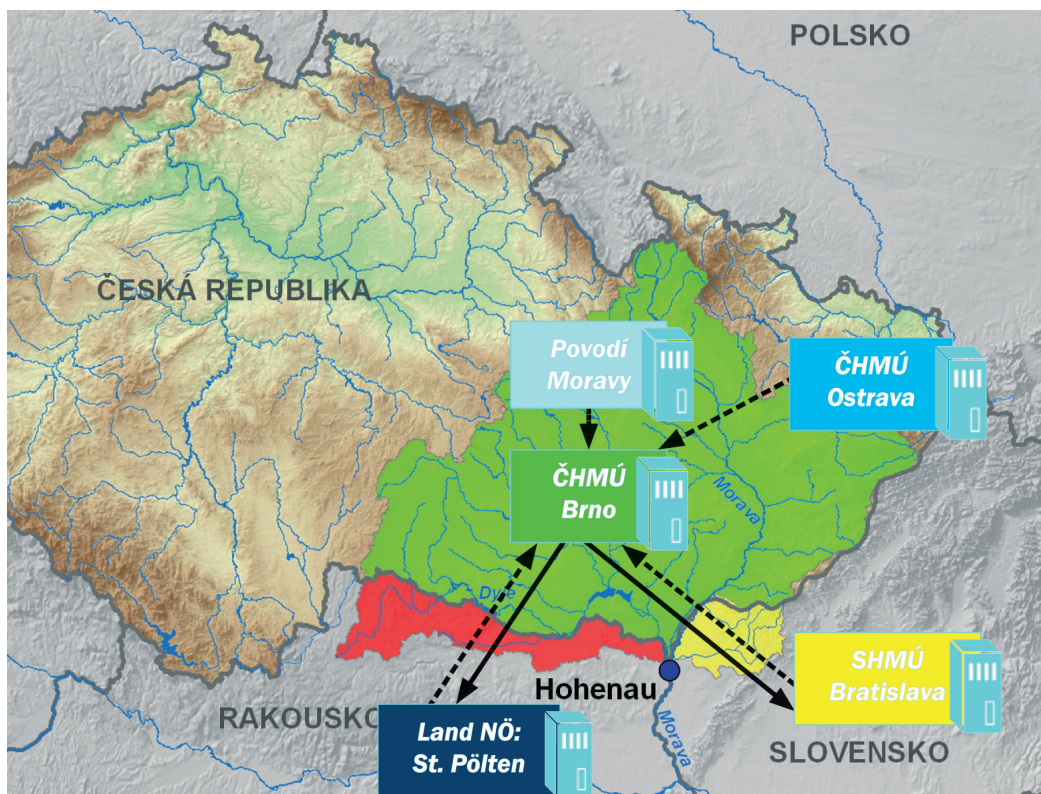 POLSKO
ČESKÁ REPUBLIKA
Povodí
Moravy
ČHMÚ
Ostrava
ČHMÚ
Brno
Morava
Dyje
SHMÚ
Bratislava
Hohenau
RAKOUSKO
Land NÖ:
St. Pölten
Morava
SLOVENSKO